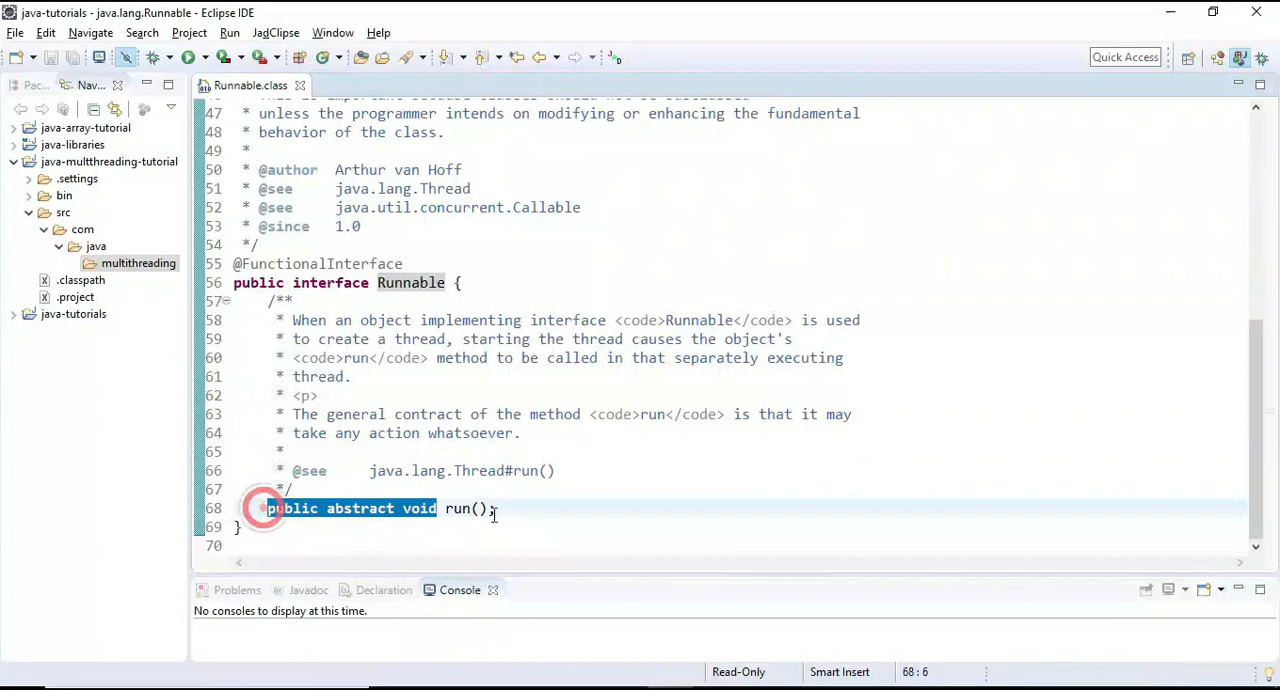 java-tutorials - java.lang.Runnable - Eclipse IDE
File Edit Navigate Search Project Run JadClipse Window Help
Quick Access
Pac... Nav... Runnable.class
java-array-tutorial
java-libraries
java-multthreading-tutorial
.settings
bin
src
com
java
multithreading
.classpath
.project
java-tutorials
47 * unless the programmer intends on modifying or enhancing the fundamental
48 * behavior of the class.
49 *
50 * @author Arthur van Hoff
51 * @see java.lang.Thread
52 * @see java.util.concurrent.Callable
53 * @since 1.0
54 */
55 @FunctionalInterface
56 public interface Runnable {
57 /**
58 * When an object implementing interface <code>Runnable</code> is used
59 * to create a thread, starting the thread causes the object's
60 * <code>run</code> method to be called in that separately executing
61 * thread.
62 * <p>
63 * The general contract of the method <code>run</code> is that it may
64 * take any action whatsoever.
65 *
66 * @see java.lang.Thread#run()
67 */
68 public abstract void run();
69 }
70
Problems @ Javadoc Declaration Console
No consoles to display at this time.
Read-Only Smart Insert 68 : 6